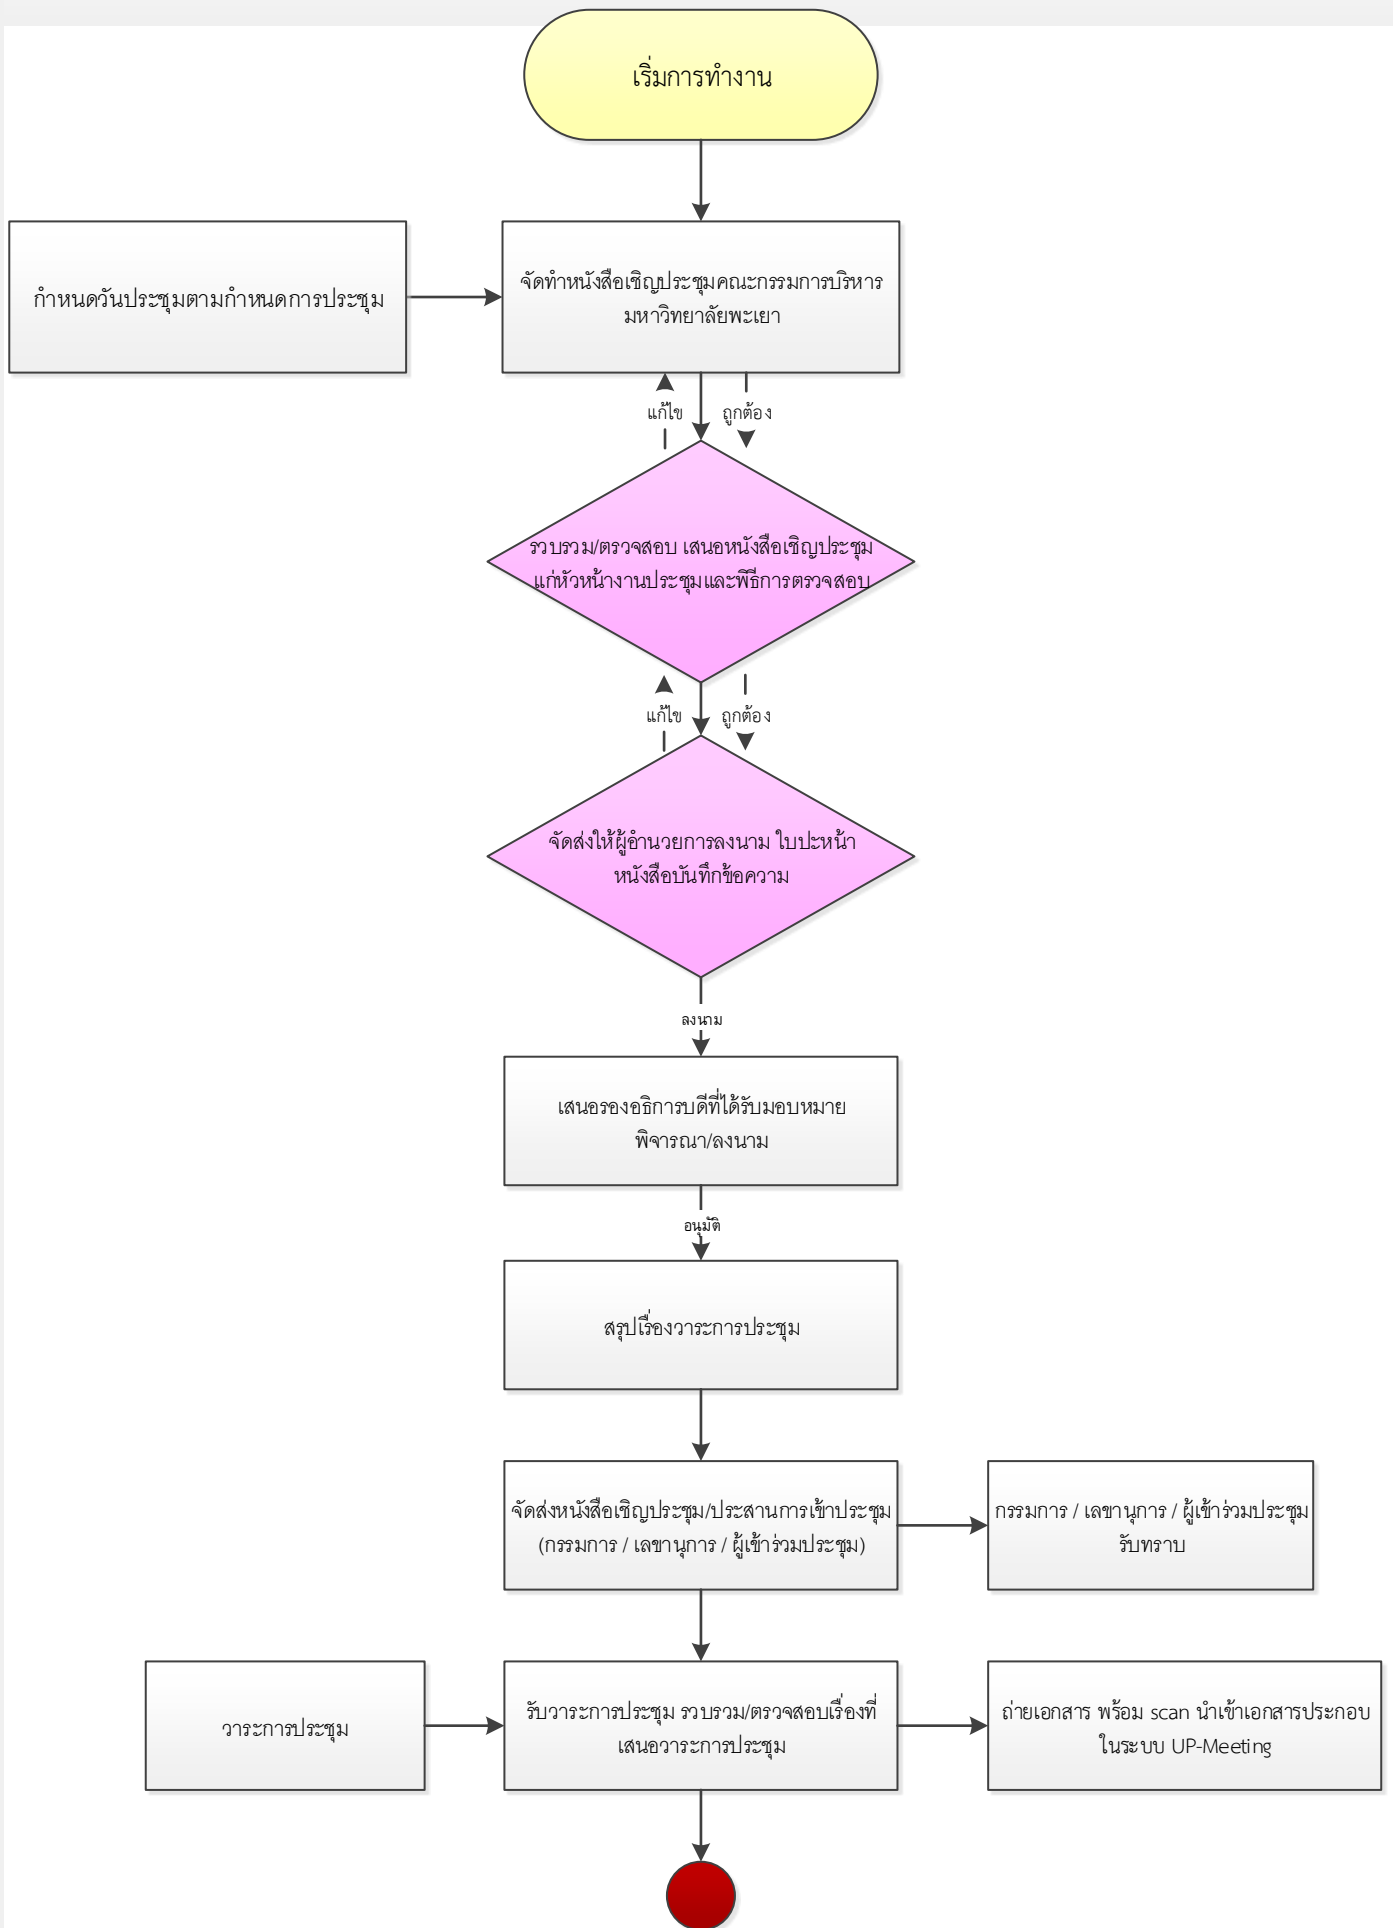 เริ่มการทำงาน
กำหนดวันประชุมตามกำหนดการประชุม
จัดทำหนังสือเชิญประชุมคณะกรรมการบริหาร
มหาวิทยาลัยพะเยา
แก้ไข
ถูกต้อง
รวบรวม/ตรวจสอบ เสนอหนังสือเชิญประชุม
แก่หัวหน้างานประชุมและพิธีการตรวจสอบ
แก้ไข
ถูกต้อง
จัดส่งให้ผู้อำนวยการลงนาม ใบปะหน้า
หนังสือบันทึกข้อความ
ลงนาม
เสนอรองอธิการบดีที่ได้รับมอบหมาย
พิจารณา/ลงนาม
อนุมัติ
สรุปเรื่องวาระการประชุม
จัดส่งหนังสือเชิญประชุม/ประสานการเข้าประชุม
(กรรมการ / เลขานุการ / ผู้เข้าร่วมประชุม)
กรรมการ / เลขานุการ / ผู้เข้าร่วมประชุม
รับทราบ
วาระการประชุม
รับวาระการประชุม รวบรวม/ตรวจสอบเรื่องที่
เสนอวาระการประชุม
ถ่ายเอกสาร พร้อม scan นำเข้าเอกสารประกอบ
ในระบบ UP-Meeting